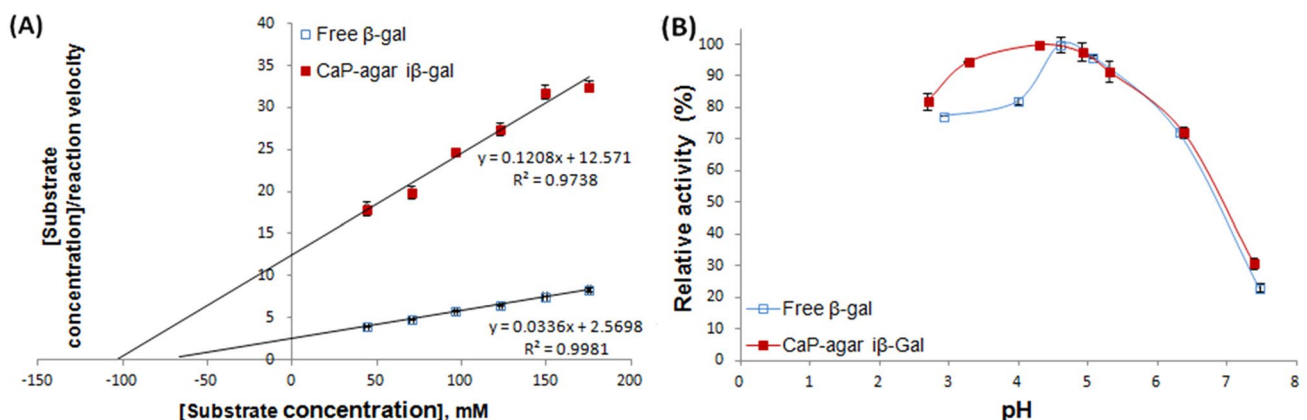 (A)
[Substrate
concentration]/reaction velocity
40
35
30
25
20
15
10
5
0
Free β-gal
CaP-agar iβ-gal
y = 0.1208x + 12.571
R² = 0.9738
y = 0.0336x + 2.5698
R² = 0.9981
-150
-100
-50
0
50
100
150
200
[Substrate concentration], mM
(B)
Relative activity (%)
100
90
80
70
60
50
40
30
20
10
0
Free β-gal
CaP-agar iβ-Gal
0
1
2
3
4
5
6
7
8
pH